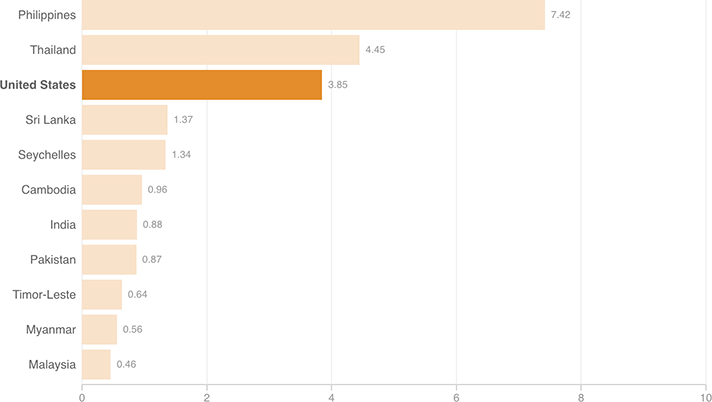 Philippines 7.42
Thailand 4.45
United States 3.85
Sri Lanka 1.37
Seychelles 1.34
Cambodia 0.96
India 0.88
Pakistan 0.87
Timor-Leste 0.64
Myanmar 0.56
Malaysia 0.46
0 2 4 6 8 10